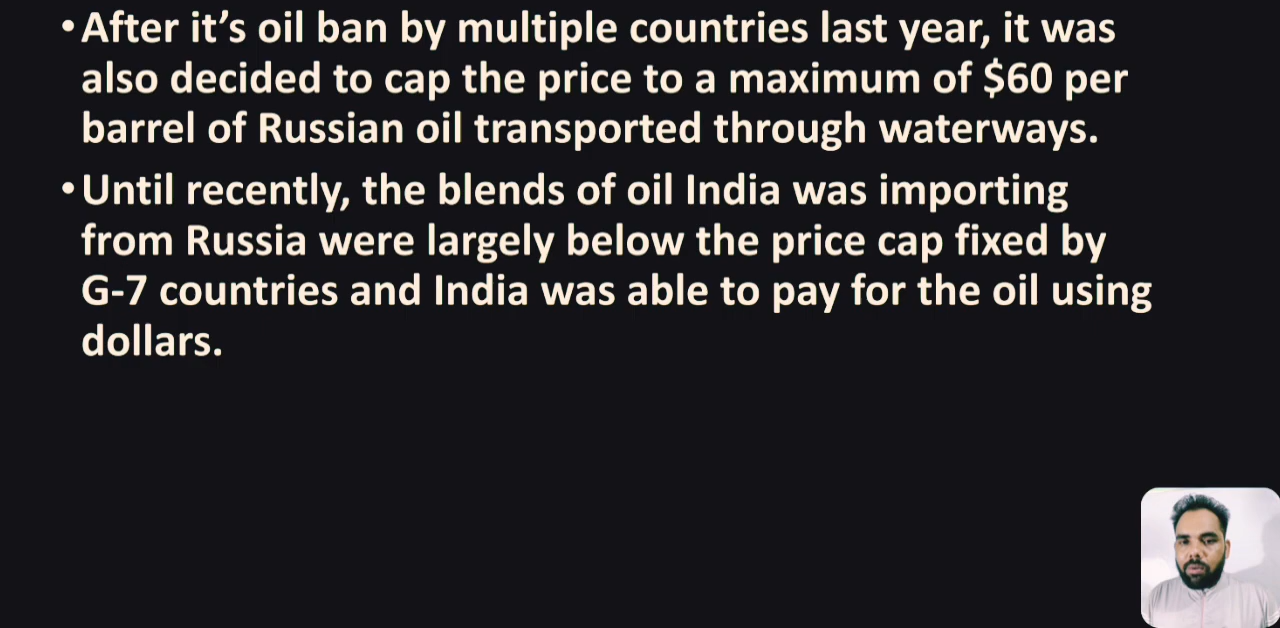 •After it’s oil ban by multiple countries last year, it was
also decided to cap the price to a maximum of $60 per
barrel of Russian oil transported through waterways.
•Until recently, the blends of oil India was importing
from Russia were largely below the price cap fixed by
G-7 countries and India was able to pay for the oil using
dollars.